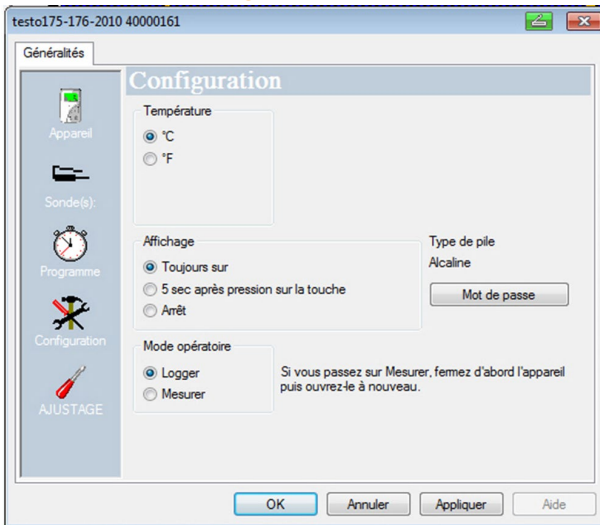 testo175-176-2010 40000161
Généralités
Configuration
Appareil
Sonde(s):
Programme
Configuration
AJUSTAGE
Température
°C
°F
Affichage
Toujours sur
5 sec après pression sur la touche
Arrêt
Type de pile
Alcaline
Mot de passe
Mode opératoire
Logger
Mesurer
Si vous passez sur Mesurer, fermez d'abord l'appareil
puis ouvrez-le à nouveau.
OK
Annuler
Appliquer
Aide